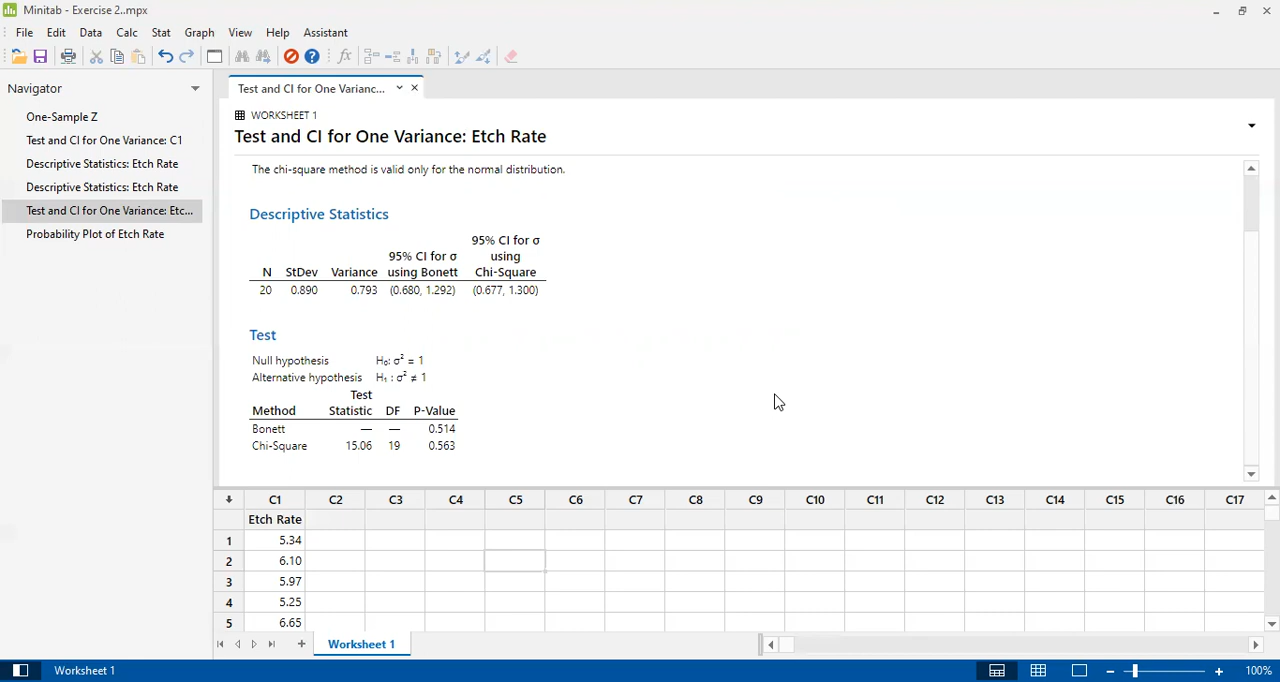 Minitab - Exercise 2..mpx
File Edit Data Calc Stat Graph View Help Assistant
Navigator
One-Sample Z
Test and CI for One Variance: C1
Descriptive Statistics: Etch Rate
Descriptive Statistics: Etch Rate
Test and CI for One Variance: Etc...
Probability Plot of Etch Rate
Test and CI for One Varianc...
WORKSHEET 1
Test and CI for One Variance: Etch Rate
The chi-square method is valid only for the normal distribution.
Descriptive Statistics
95% CI for σ
95% CI for σ using
N StDev Variance using Bonett Chi-Square
20 0.890 0.793 (0.680, 1.292) (0.677, 1.300)
Test
Null hypothesis H₀: σ² = 1
Alternative hypothesis H₁ : σ² ≠ 1
Test
Method Statistic DF P-Value
Bonett — — 0.514
Chi-Square 15.06 19 0.563
C1 C2 C3 C4 C5 C6 C7 C8 C9 C10 C11 C12 C13 C14 C15 C16 C17
Etch Rate
1 5.34
2 6.10
3 5.97
4 5.25
5 6.65
Worksheet 1
Worksheet 1 100%